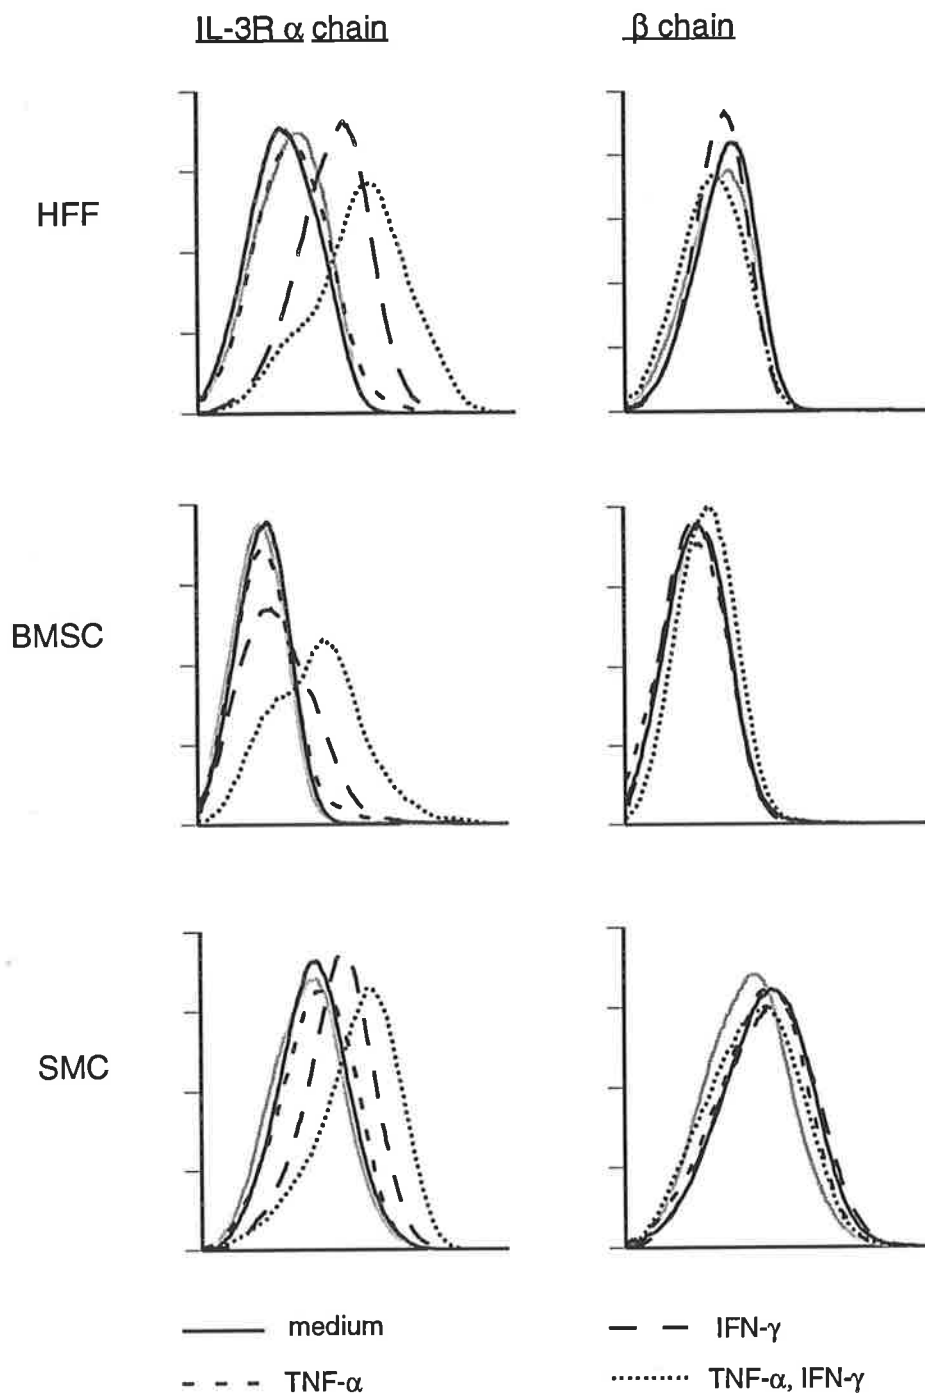 IL-3R α chain
β chain
HFF
BMSC
SMC
medium
IFN-γ
TNF-α
TNF-α, IFN-γ